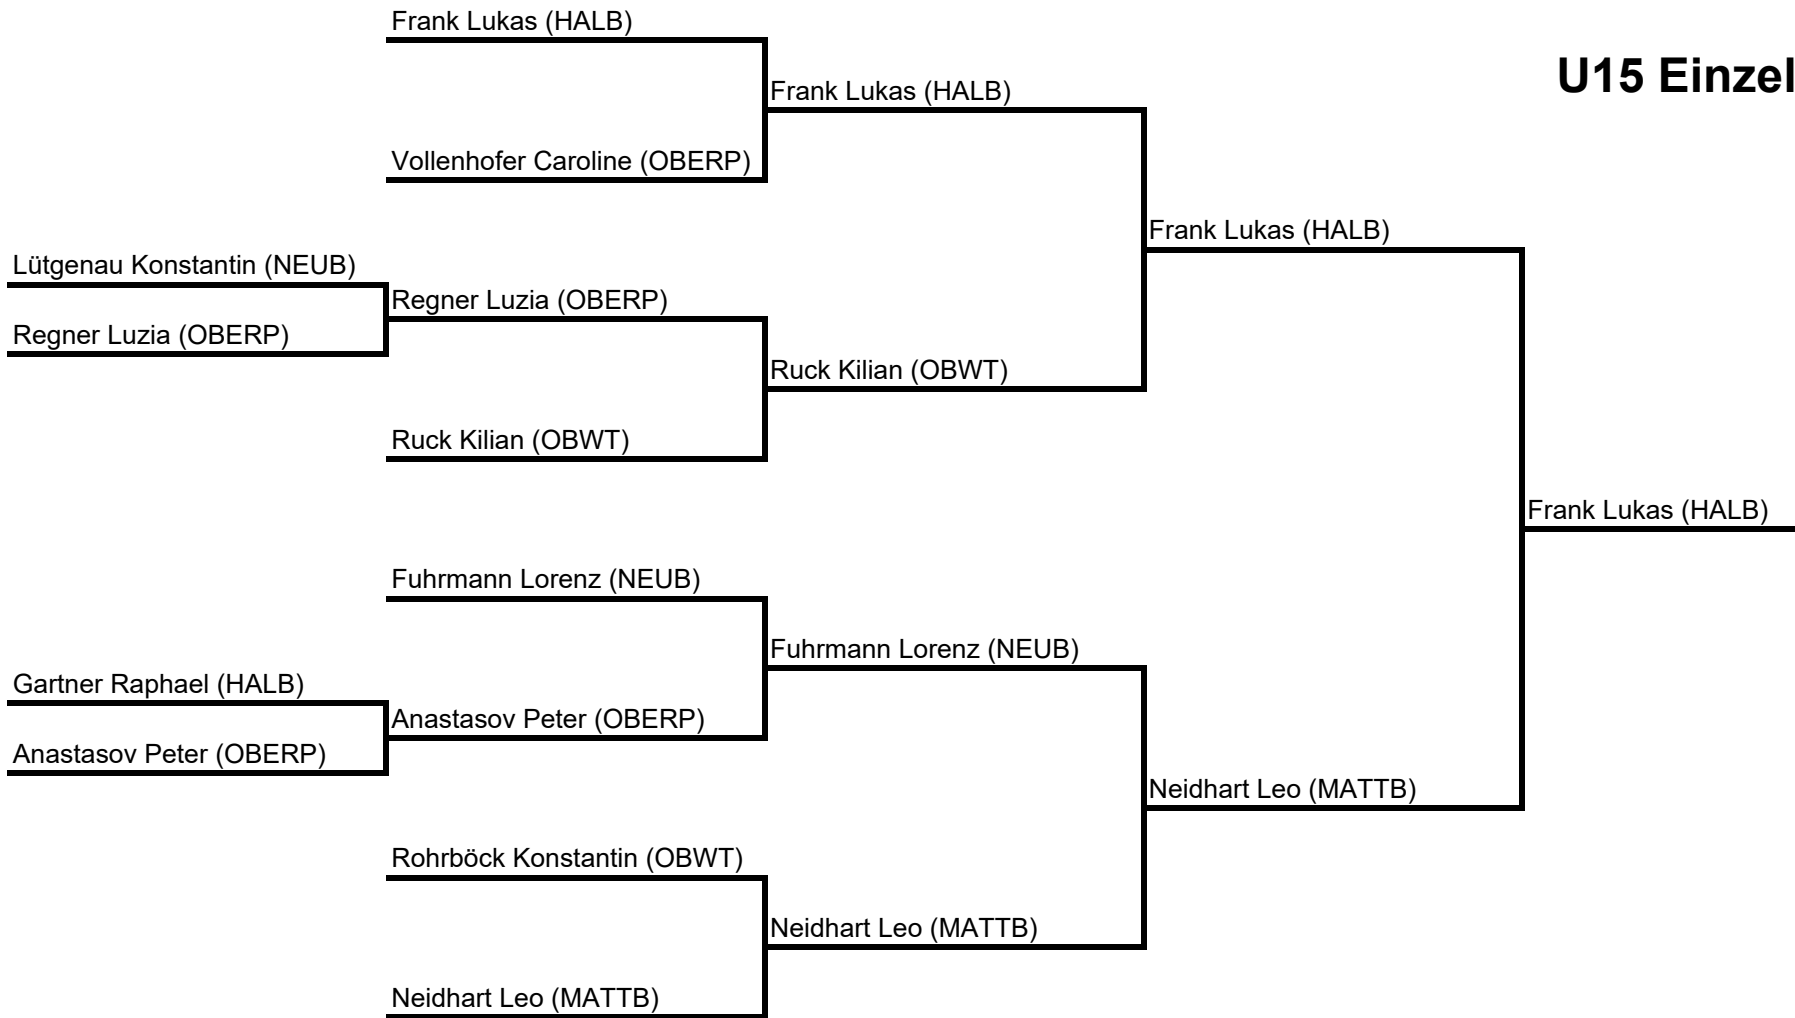 Frank Lukas (HALB)
U15 Einzel
Frank Lukas (HALB)
Vollenhofer Caroline (OBERP)
Frank Lukas (HALB)
Lütgenau Konstantin (NEUB)
Regner Luzia (OBERP)
Regner Luzia (OBERP)
Ruck Kilian (OBWT)
Ruck Kilian (OBWT)
Frank Lukas (HALB)
Fuhrmann Lorenz (NEUB)
Fuhrmann Lorenz (NEUB)
Gartner Raphael (HALB)
Anastasov Peter (OBERP)
Anastasov Peter (OBERP)
Neidhart Leo (MATTB)
Rohrböck Konstantin (OBWT)
Neidhart Leo (MATTB)
Neidhart Leo (MATTB)